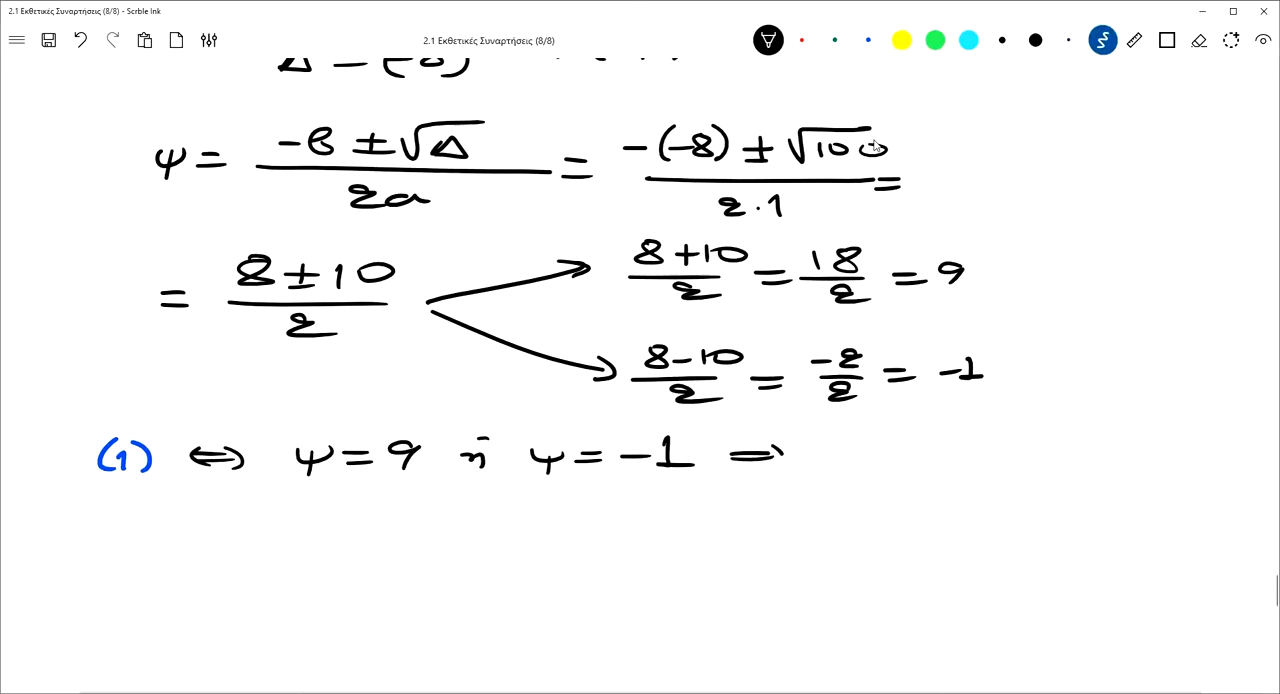 2.1 Εκθετικές Συναρτήσεις (8/8) - Scrble Ink
2.1 Εκθετικές Συναρτήσεις (8/8)
Δ = (-8)
ψ = (-β ± √Δ)/(2α) = (-(-8) ± √100)/(2·1) =
= (8 ± 10)/2
(8+10)/2 = 18/2 = 9
(8-10)/2 = -2/2 = -1
(1) ⇔ ψ = 9 ή ψ = -1 ⇒